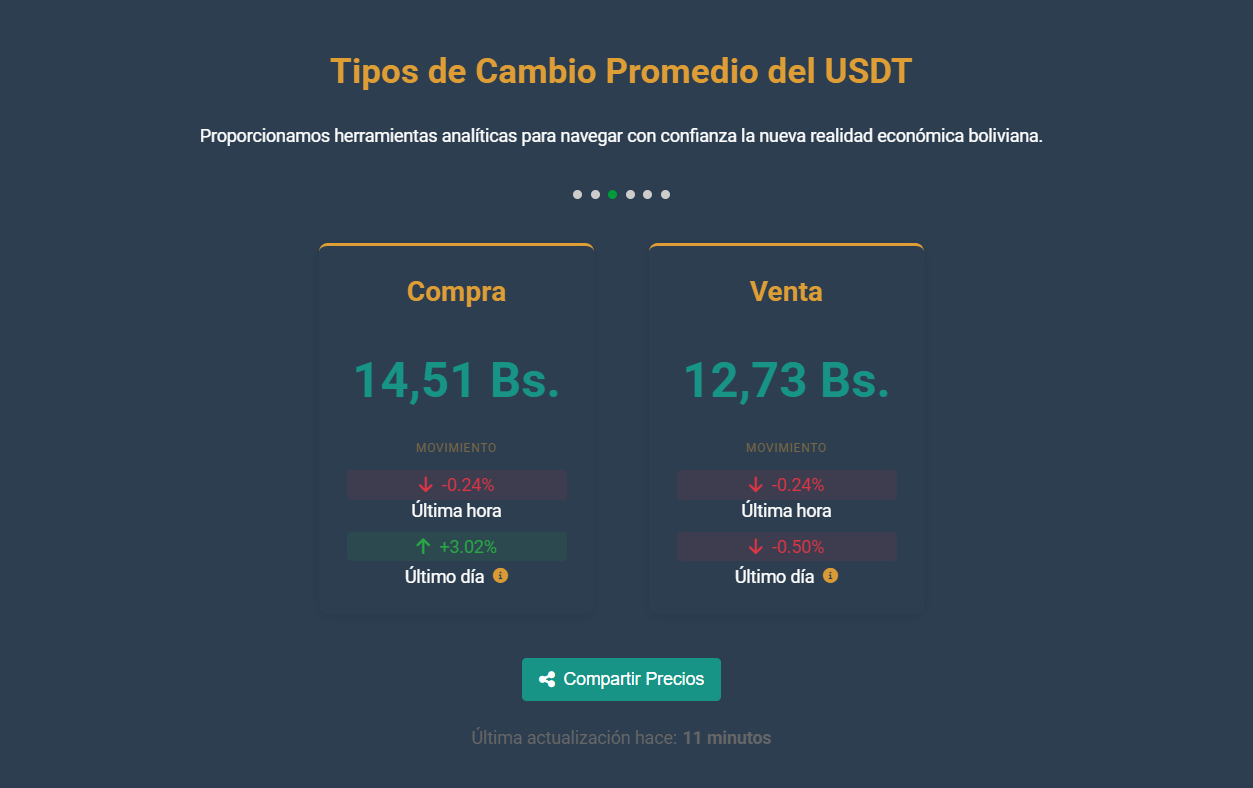 Tipos de Cambio Promedio del USDT
Proporcionamos herramientas analíticas para navegar con confianza la nueva realidad económica boliviana.
Compra
14,51 Bs.
MOVIMIENTO
-0.24%
Última hora
+3.02%
Último día
Venta
12,73 Bs.
MOVIMIENTO
-0.24%
Última hora
-0.50%
Último día
Compartir Precios
Última actualización hace: 11 minutos